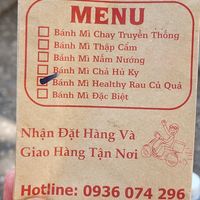 MENU
Bánh Mì Chay Truyền Thống
Bánh Mì Thập Cẩm
Bánh Mì Nấm Nướng
Bánh Mì Chả Hủ Ky
Bánh Mì Healthy Rau Củ Quả
Bánh Mì Đặc Biệt
Nhận Đặt Hàng Và
Giao Hàng Tận Nơi
Hotline: 0936 074 296